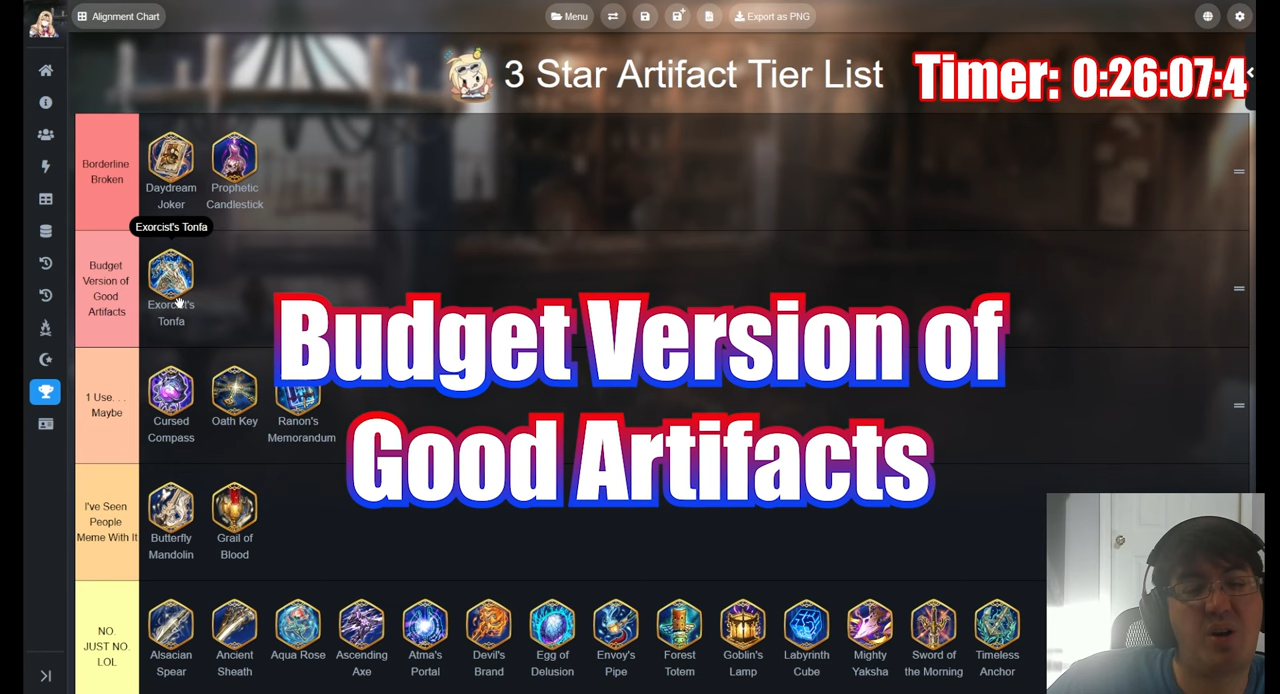 Alignment Chart
Menu
Export as PNG
3 Star Artifact Tier List
Timer: 0:26:07:4
Borderline
Broken
Daydream
Joker
Prophetic
Candlestick
Exorcist's Tonfa
Budget
Version of
Good
Artifacts
Exorcist's
Tonfa
Budget Version of
Good Artifacts
1 Use. . .
Maybe
Cursed
Compass
Oath Key
Ranon's
Memorandum
I've Seen
People
Meme With It
Butterfly
Mandolin
Grail of
Blood
NO.
JUST NO.
LOL
Alsacian
Spear
Ancient
Sheath
Aqua Rose
Ascending
Axe
Atma's
Portal
Devil's
Brand
Egg of
Delusion
Envoy's
Pipe
Forest
Totem
Goblin's
Lamp
Labyrinth
Cube
Mighty
Yaksha
Sword of
the Morning
Timeless
Anchor